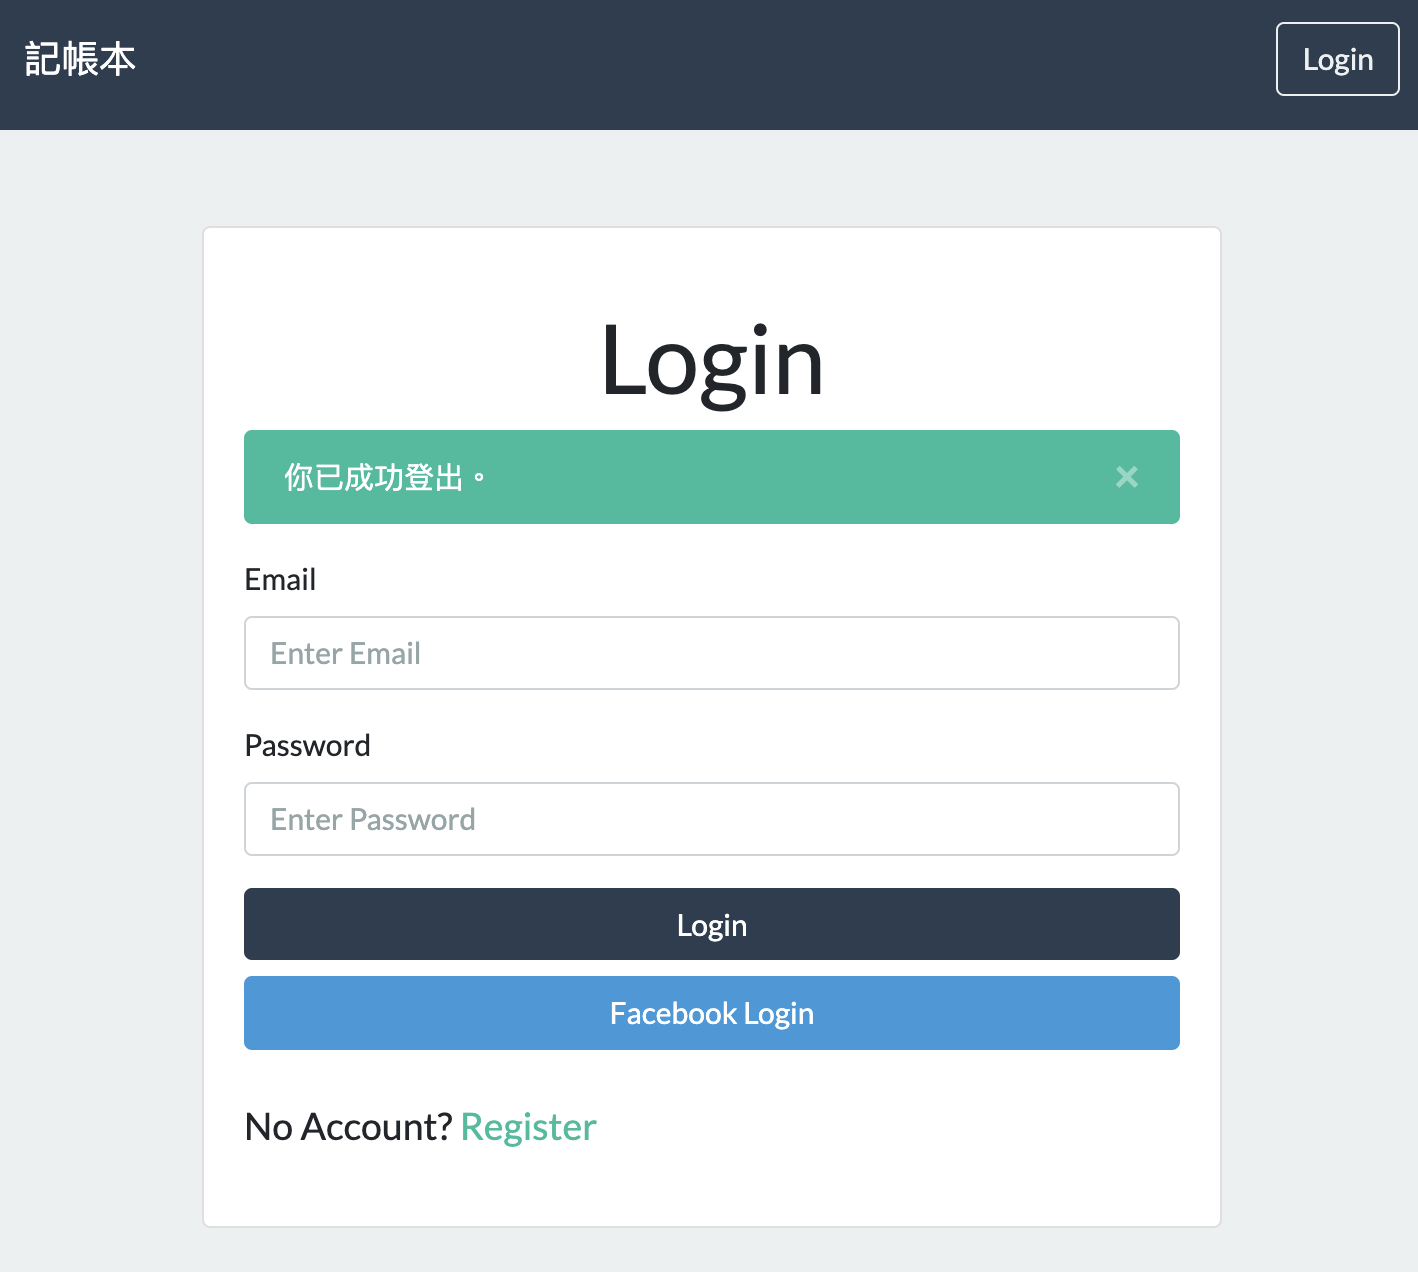 記帳本
Login
Login
你已成功登出。
×
Email
Enter Email
Password
Enter Password
Login
Facebook Login
No Account? Register